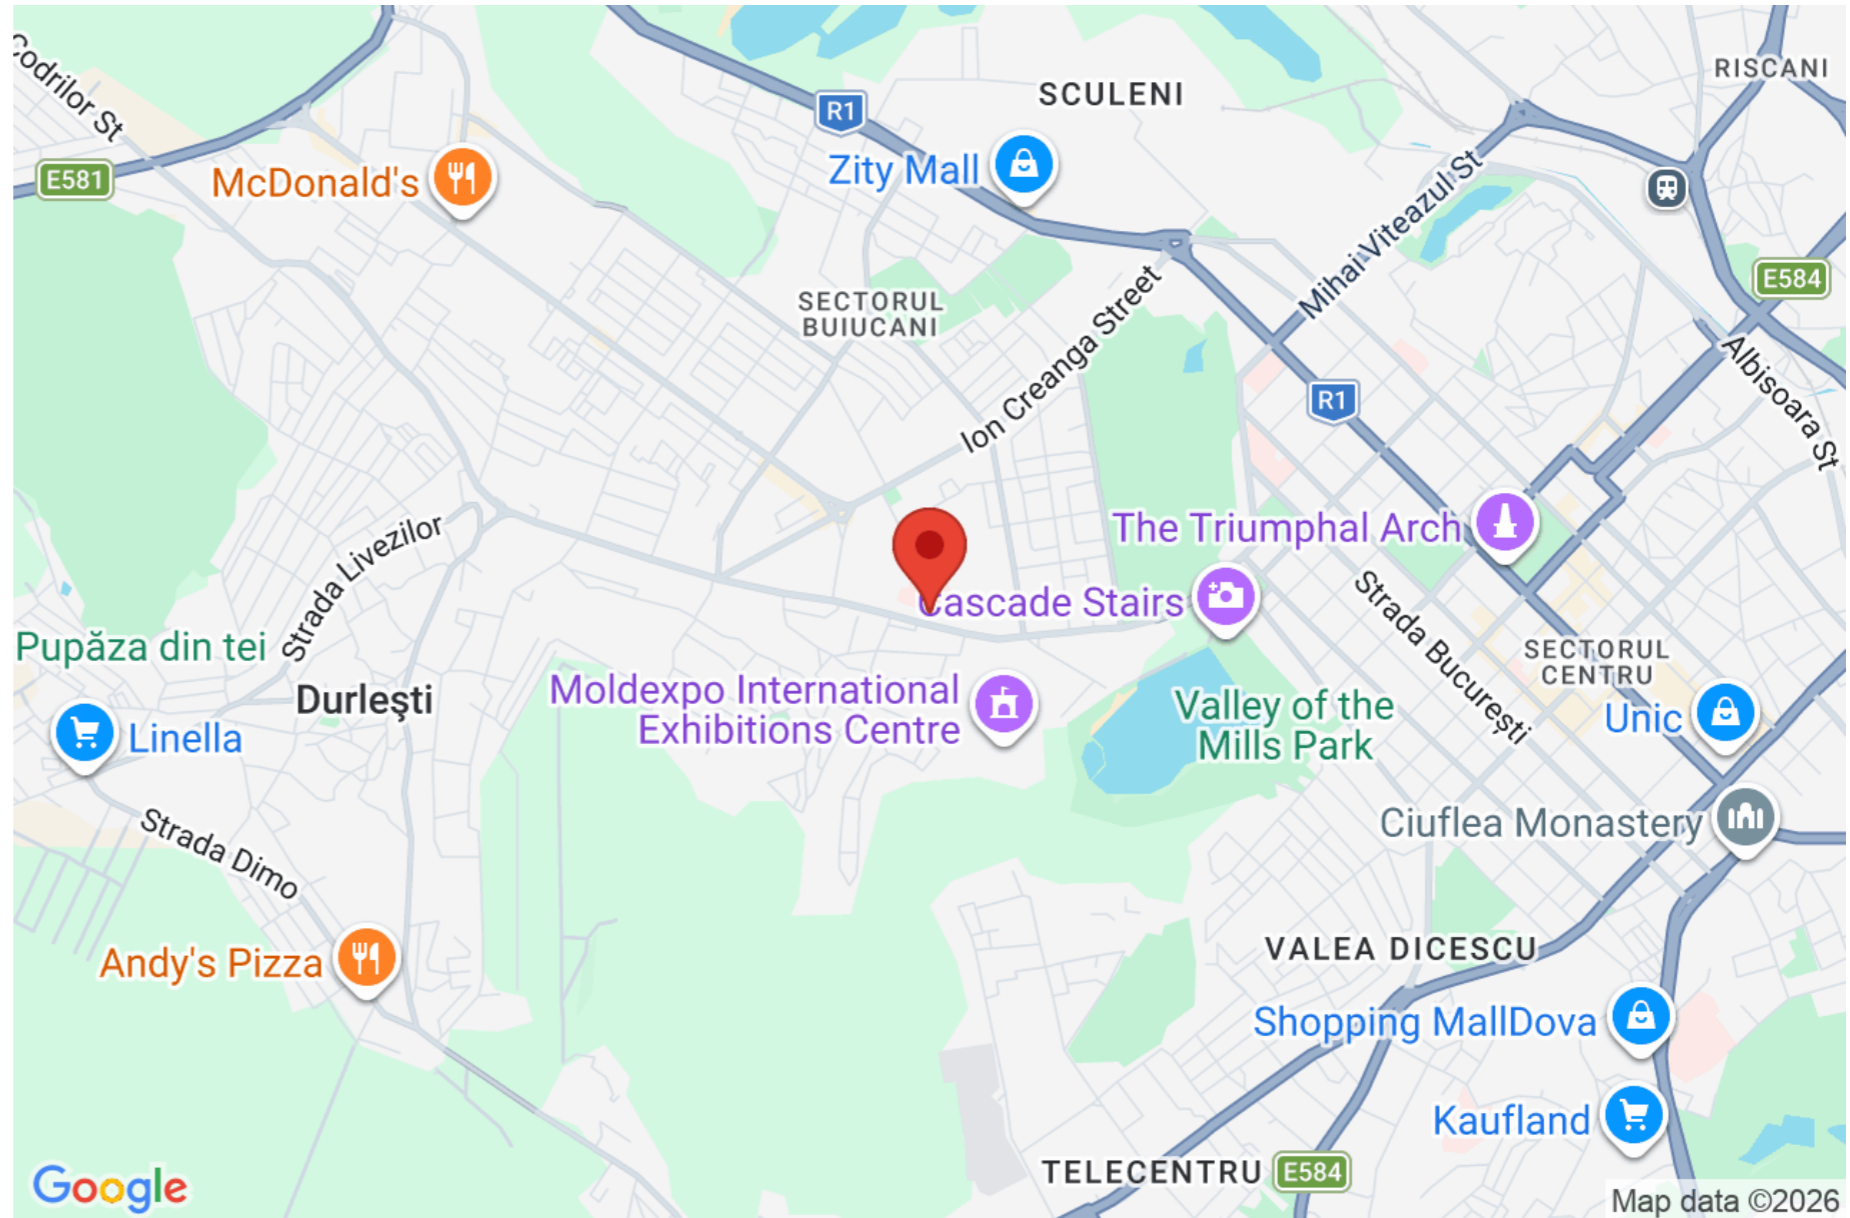 Codrilor St
RISCANI
SCULENI
R1
Zity Mall
E581
McDonald's
Mihai Viteazul St
E584
SECTORUL
BUIUCANI
Ion Creanga Street
Albisoara St
R1
The Triumphal Arch
Strada Livezilor
Cascade Stairs
Strada București
Pupăza din tei
SECTORUL
CENTRU
Durleşti
Moldexpo International
Exhibitions Centre
Valley of the
Mills Park
Unic
Linella
Strada Dimo
Ciuflea Monastery
VALEA DICESCU
Andy's Pizza
Shopping MallDova
Kaufland
TELECENTRU
E584
Google
Map data ©2026